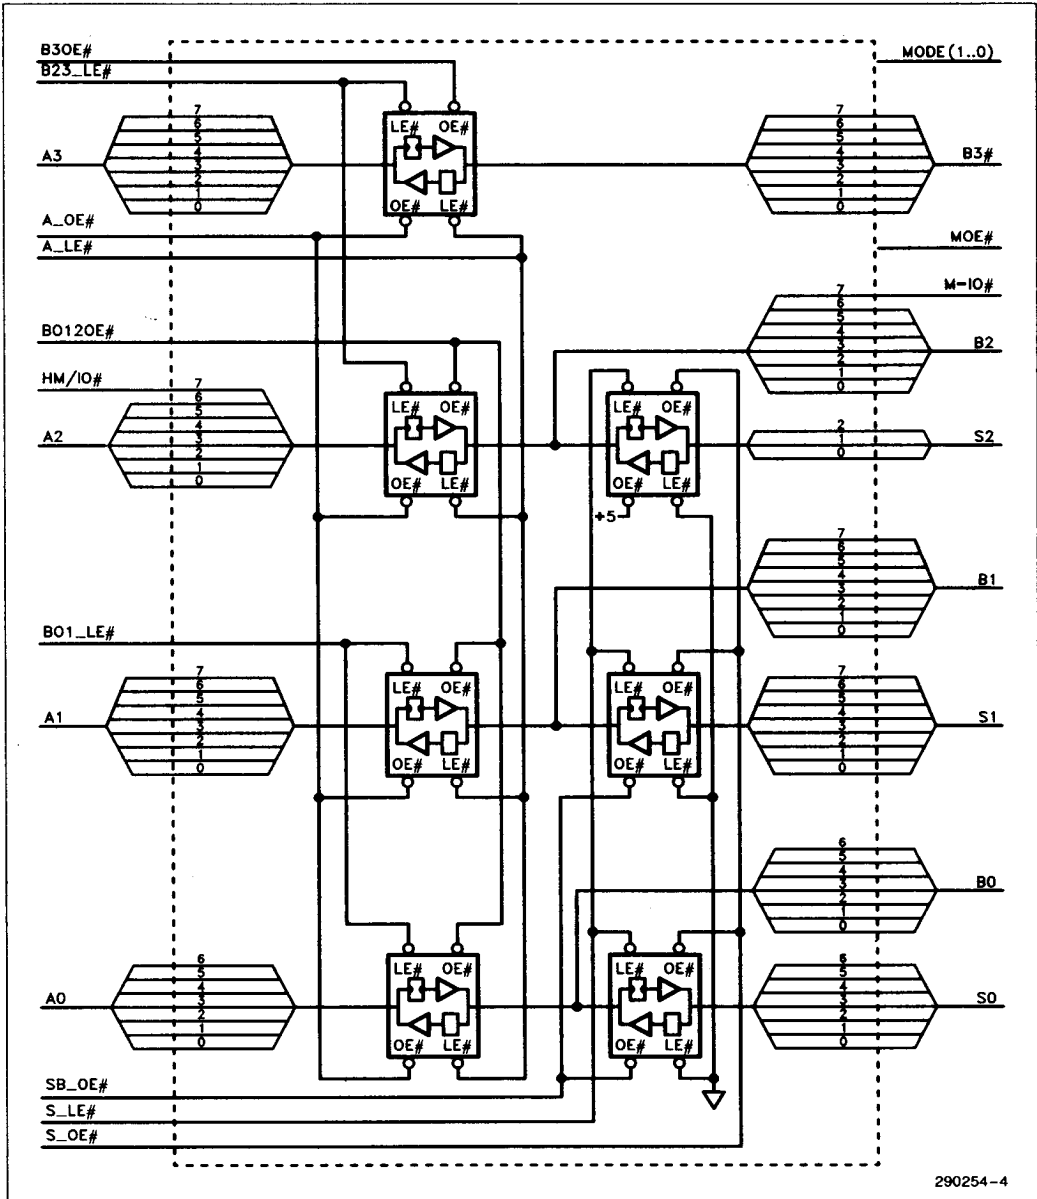 B3OE#
MODE(1..0)
B23_LE#
7
6
5
4
3
2
1
0
LE# OE#
OE# LE#
7
6
5
4
3
2
1
0
A3
B3#
A_OE#
A_LE#
MOE#
M-IO#
B012OE#
7
6
5
4
3
2
1
0
B2
HM/IO#
7
6
5
4
3
2
1
0
A2
LE# OE#
OE# LE#
LE# OE#
OE# LE#
+5
2
1
0
S2
7
6
5
4
3
2
1
0
B1
B01_LE#
7
6
5
4
3
2
1
0
A1
LE# OE#
OE# LE#
LE# OE#
OE# LE#
7
6
5
4
3
2
1
0
S1
6
5
4
3
2
1
0
B0
6
5
4
3
2
1
0
A0
LE# OE#
OE# LE#
LE# OE#
OE# LE#
6
5
4
3
2
1
0
S0
SB_OE#
S_LE#
S_OE#
290254-4